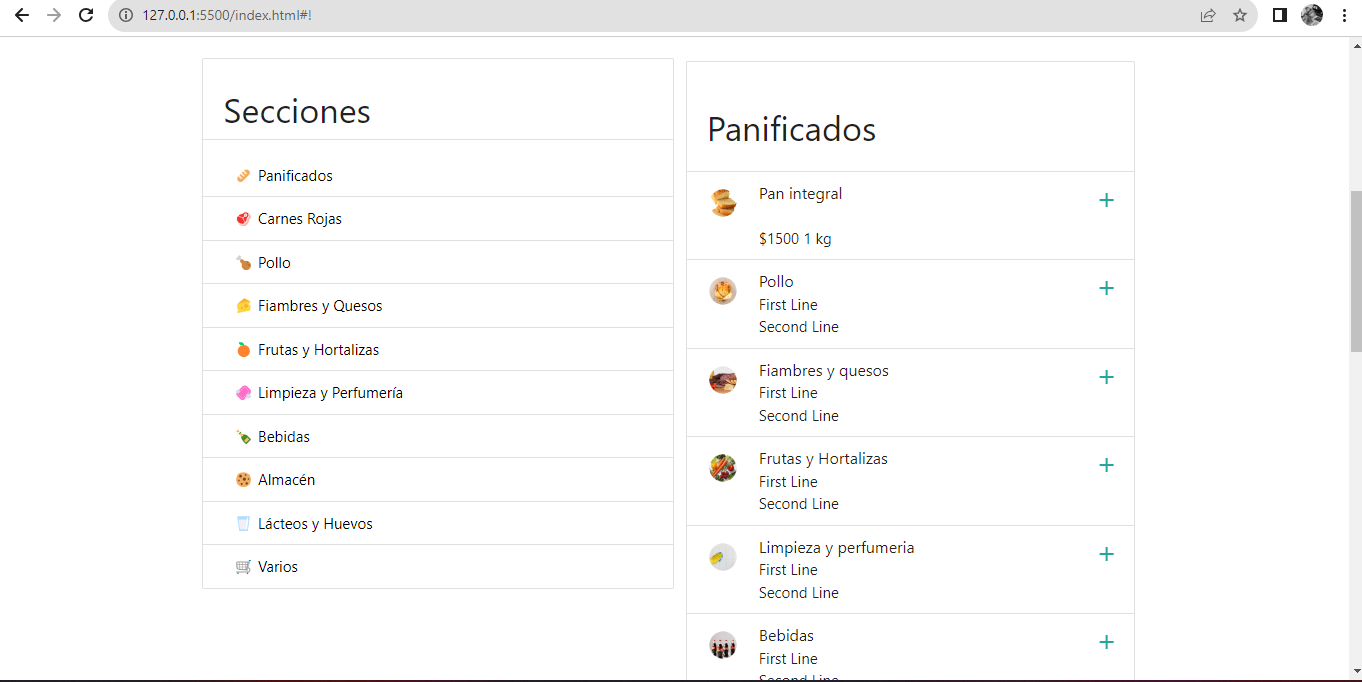 127.0.0.1:5500/index.html#!
Secciones
Panificados
Carnes Rojas
Pollo
Fiambres y Quesos
Frutas y Hortalizas
Limpieza y Perfumería
Bebidas
Almacén
Lácteos y Huevos
Varios
Panificados
Pan integral
$1500 1 kg
Pollo
First Line
Second Line
Fiambres y quesos
First Line
Second Line
Frutas y Hortalizas
First Line
Second Line
Limpieza y perfumeria
First Line
Second Line
Bebidas
First Line
Second Line